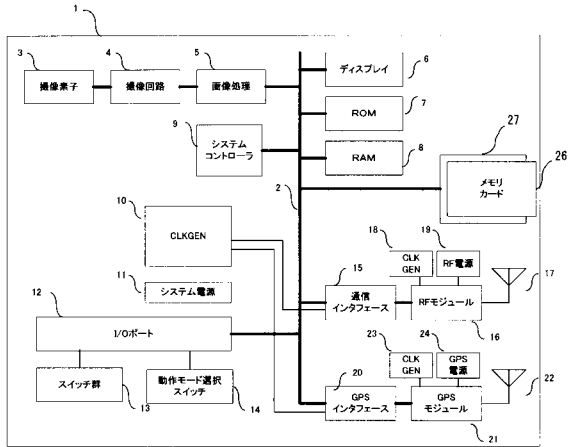 1
3
4
5
6
撮像素子
撮像回路
画像処理
ディスプレイ
7
ROM
9
システム
コントローラ
8
RAM
27
26
メモリ
カード
2
10
CLKGEN
18
19
CLK
GEN
RF電源
15
17
11
システム電源
通信
インタフェース
RFモジュール
16
12
I/Oポート
23
24
CLK
GEN
GPS
電源
20
22
スイッチ群
13
動作モード選択
スイッチ
14
GPS
インタフェース
GPS
モジュール
21